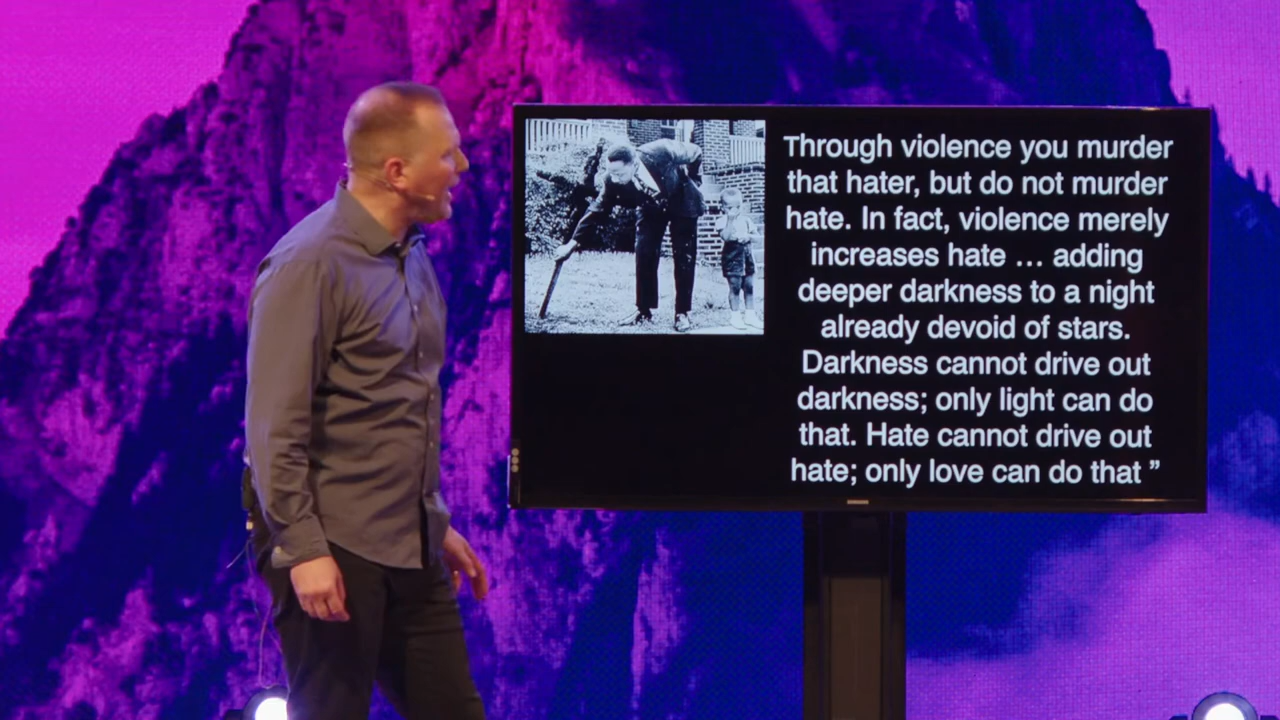 Through violence you murder
that hater, but do not murder
hate. In fact, violence merely
increases hate ... adding
deeper darkness to a night
already devoid of stars.
Darkness cannot drive out
darkness; only light can do
that. Hate cannot drive out
hate; only love can do that ”